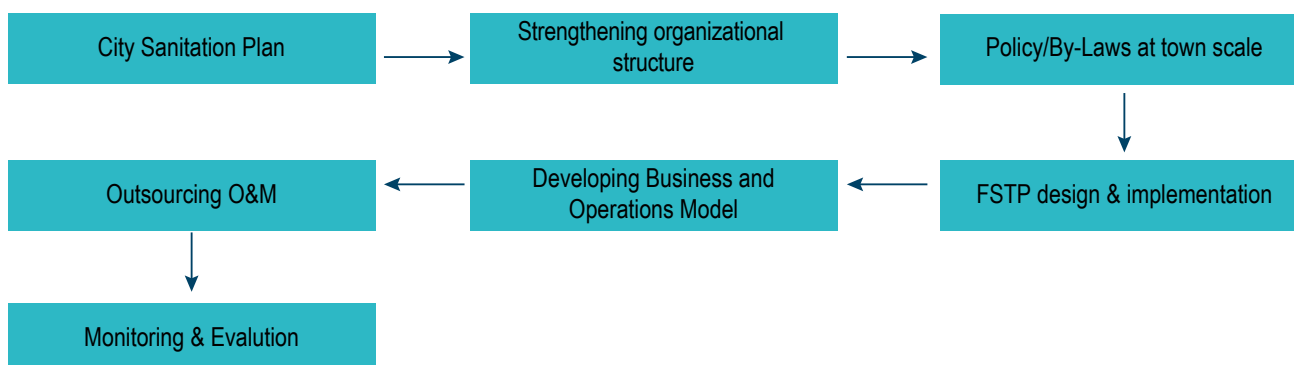 City Sanitation Plan
Strengthening organizational
structure
Policy/By-Laws at town scale
FSTP design & implementation
Developing Business and
Operations Model
Outsourcing O&M
Monitoring & Evalution